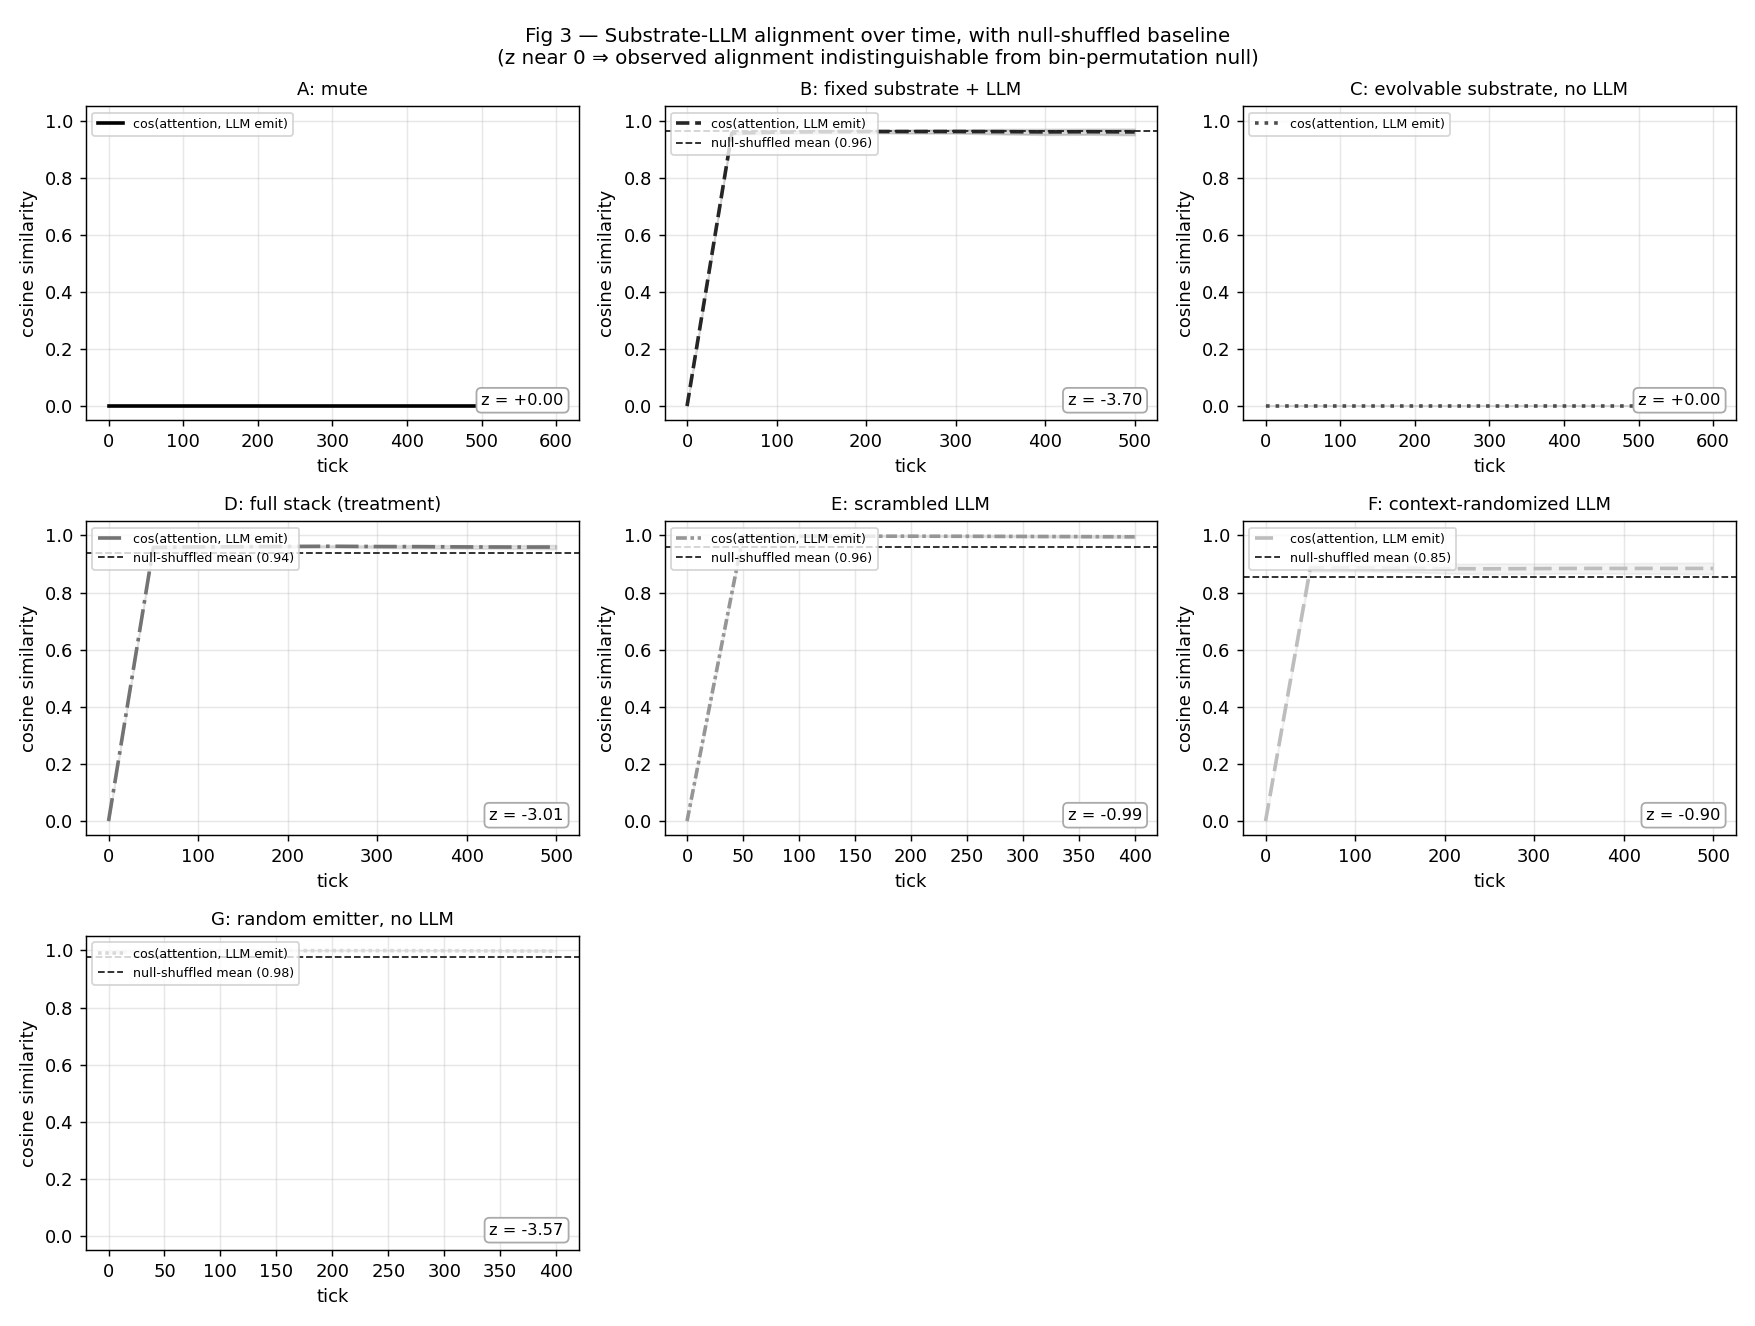 Fig 3 — Substrate-LLM alignment over time, with null-shuffled baseline
(z near 0 ⇒ observed alignment indistinguishable from bin-permutation null)
A: mute
cosine similarity
1.0
0.8
0.6
0.4
0.2
0.0
cos(attention, LLM emit)
z = +0.00
0 100 200 300 400 500 600
tick
B: fixed substrate + LLM
cosine similarity
1.0
0.8
0.6
0.4
0.2
0.0
cos(attention, LLM emit)
null-shuffled mean (0.96)
z = -3.70
0 100 200 300 400 500
tick
C: evolvable substrate, no LLM
cosine similarity
1.0
0.8
0.6
0.4
0.2
0.0
cos(attention, LLM emit)
z = +0.00
0 100 200 300 400 500 600
tick
D: full stack (treatment)
cosine similarity
1.0
0.8
0.6
0.4
0.2
0.0
cos(attention, LLM emit)
null-shuffled mean (0.94)
z = -3.01
0 100 200 300 400 500
tick
E: scrambled LLM
cosine similarity
1.0
0.8
0.6
0.4
0.2
0.0
cos(attention, LLM emit)
null-shuffled mean (0.96)
z = -0.99
0 50 100 150 200 250 300 350 400
tick
F: context-randomized LLM
cosine similarity
1.0
0.8
0.6
0.4
0.2
0.0
cos(attention, LLM emit)
null-shuffled mean (0.85)
z = -0.90
0 100 200 300 400 500
tick
G: random emitter, no LLM
cosine similarity
1.0
0.8
0.6
0.4
0.2
0.0
cos(attention, LLM emit)
null-shuffled mean (0.98)
z = -3.57
0 50 100 150 200 250 300 350 400
tick